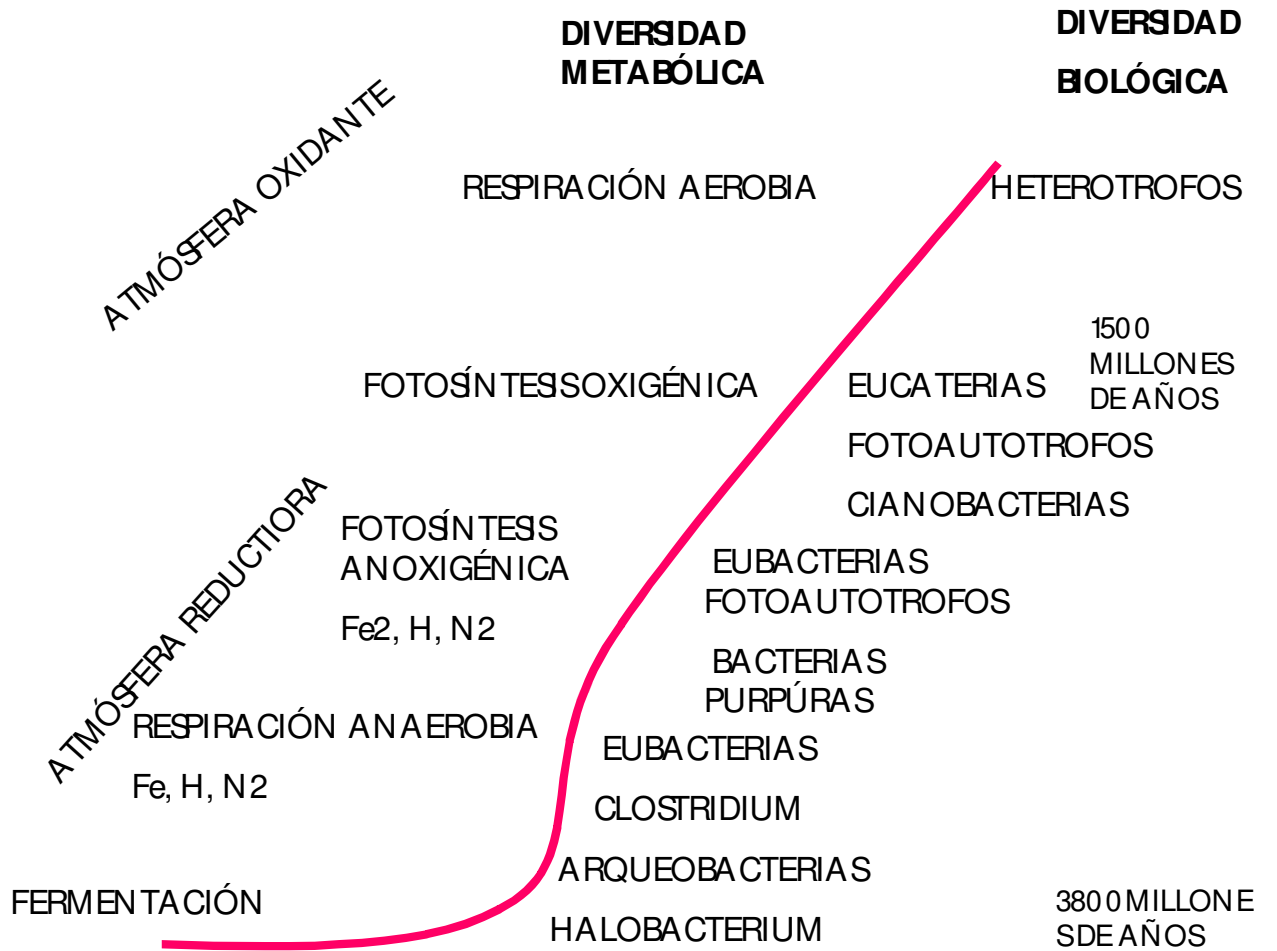 DIVERSIDAD
METABÓLICA
DIVERSIDAD
BIOLÓGICA
ATMÓSFERA OXIDANTE
RESPIRACIÓN AEROBIA
HETEROTROFOS
1500
MILLONES
DE AÑOS
FOTOSÍNTESIS OXIGÉNICA
EUCATERIAS
FOTOAUTOTROFOS
CIANOBACTERIAS
ATMÓSFERA REDUCTIORA
FOTOSÍNTESIS
ANOXIGÉNICA
Fe2, H, N2
EUBACTERIAS
FOTOAUTOTROFOS
BACTERIAS
PURPÚRAS
RESPIRACIÓN ANAEROBIA
Fe, H, N2
EUBACTERIAS
CLOSTRIDIUM
FERMENTACIÓN
ARQUEOBACTERIAS
HALOBACTERIUM
3800 MILLONE
S DE AÑOS